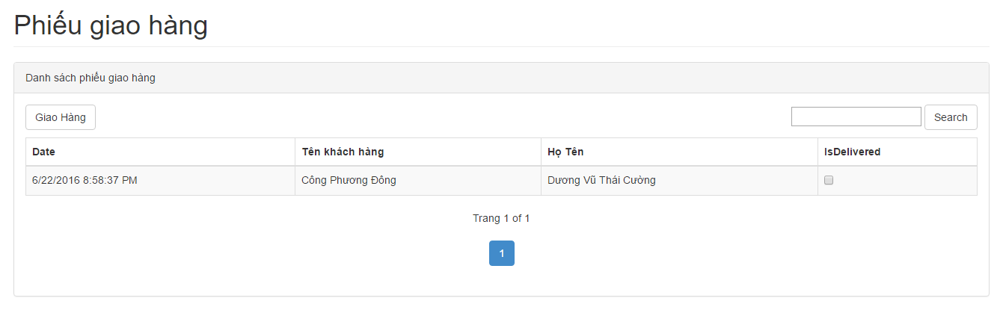 Phiếu giao hàng
Danh sách phiếu giao hàng
Giao Hàng Search
Date Tên khách hàng Họ Tên IsDelivered
6/22/2016 8:58:37 PM Công Phương Đông Dương Vũ Thái Cường
Trang 1 of 1
1